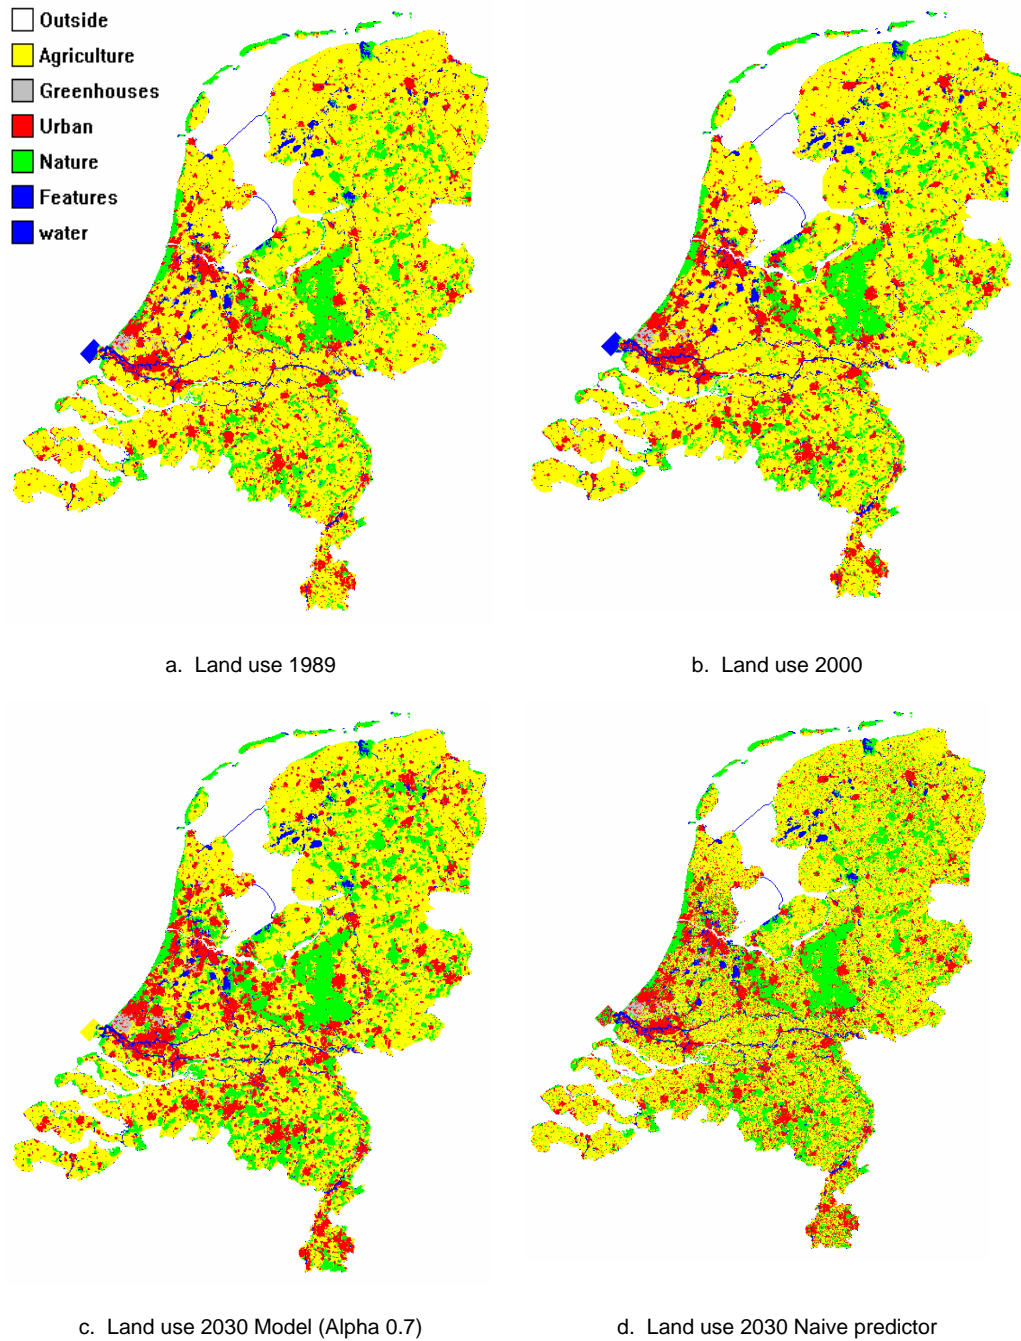 Outside
Agriculture
Greenhouses
Urban
Nature
Features
water
a. Land use 1989
b. Land use 2000
c. Land use 2030 Model (Alpha 0.7)
d. Land use 2030 Naive predictor